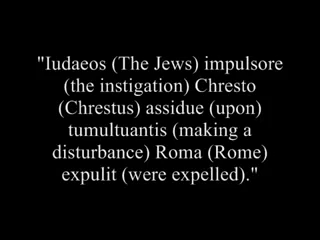 "Iudaeos (The Jews) impulsore
(the instigation) Chresto
(Chrestus) assidue (upon)
tumultuantis (making a
disturbance) Roma (Rome)
expulit (were expelled)."